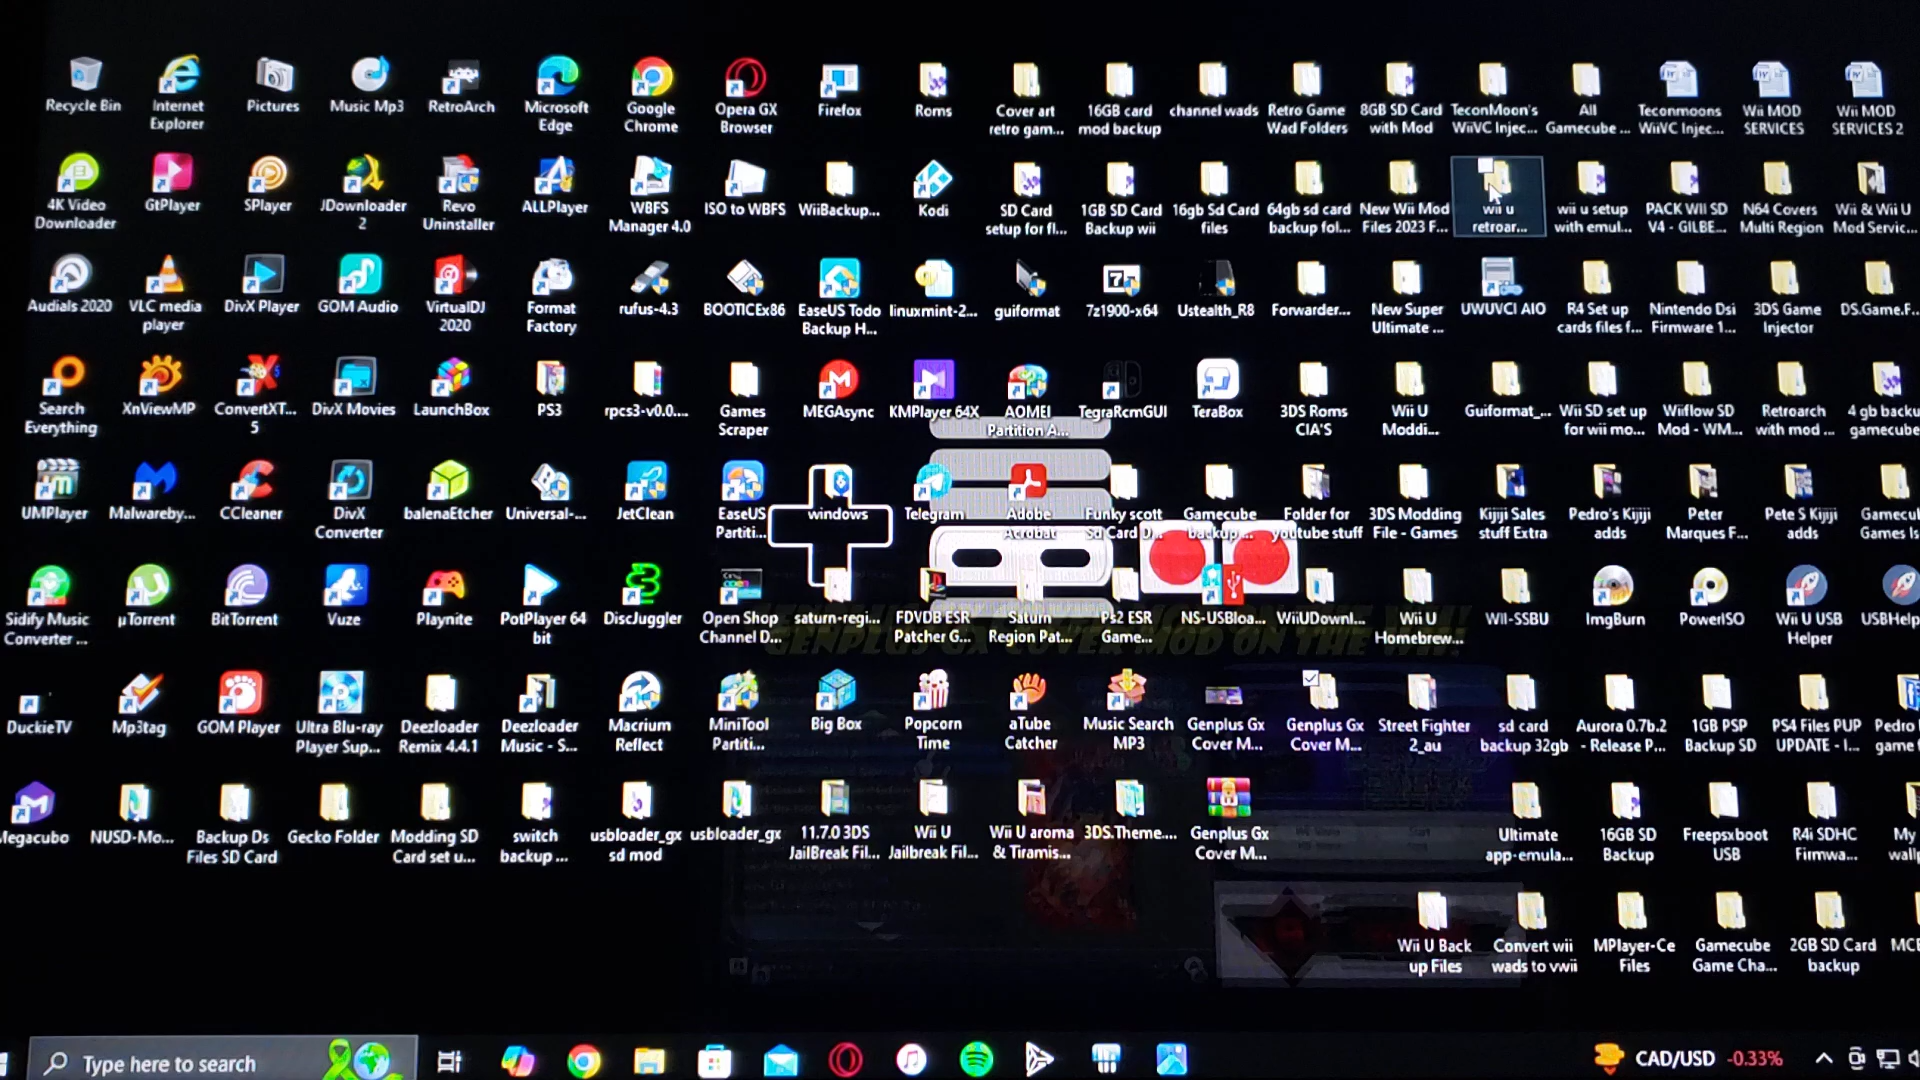 Recycle Bin
Internet
Explorer
Pictures
Music Mp3
RetroArch
Microsoft
Edge
Google
Chrome
Opera GX
Browser
Firefox
Roms
Cover art
retro gam...
16GB card
mod backup
channel wads
Retro Game
Wad Folders
8GB SD Card
with Mod
TeconMoon's
WiiVC Injec...
All
Gamecube ...
Teconmoons
WiiVC Injec...
Wii MOD
SERVICES
Wii MOD
SERVICES 2
4K Video
Downloader
GtPlayer
SPlayer
JDownloader
2
Revo
Uninstaller
ALLPlayer
WBFS
Manager 4.0
ISO to WBFS
WiiBackup...
Kodi
SD Card
setup for fl...
1GB SD Card
Backup wii
16gb Sd Card
files
64gb sd card
backup fol...
New Wii Mod
Files 2023 F...
wii u
retroar...
wii u setup
with emul...
PACK WII SD
V4 - GILBE...
N64 Covers
Multi Region
Wii & Wii U
Mod Servic...
Audials 2020
VLC media
player
DivX Player
GOM Audio
VirtualDJ
2020
Format
Factory
rufus-4.3
BOOTICEx86
EaseUS Todo
Backup H...
linuxmint-2...
guiformat
7z1900-x64
Ustealth_R8
Forwarder...
New Super
Ultimate ...
UWUVCI AIO
R4 Set up
cards files f...
Nintendo Dsi
Firmware 1...
3DS Game
Injector
DS.Game.F...
Search
Everything
XnViewMP
ConvertXT...
5
DivX Movies
LaunchBox
PS3
rpcs3-v0.0....
Games
Scraper
MEGAsync
KMPlayer 64X
AOMEI
Partition A...
TegraRcmGUI
TeraBox
3DS Roms
CIA'S
Wii U
Moddi...
Guiformat_...
Wii SD set up
for wii mo...
Wiiflow SD
Mod - WM...
Retroarch
with mod ...
4 gb backu
gamecube
UMPlayer
Malwareby...
CCleaner
DivX
Converter
balenaEtcher
Universal-...
JetClean
EaseUS
Partiti...
windows
Telegram
Adobe
Acrobat
Funky scott
Sd Card D...
Gamecube
backup...
Folder for
youtube stuff
3DS Modding
File - Games
Kijiji Sales
stuff Extra
Pedro's Kijiji
adds
Peter
Marques F...
Pete S Kijiji
adds
Gamecu
Games Is
Sidify Music
Converter ...
µTorrent
BitTorrent
Vuze
Playnite
PotPlayer 64
bit
DiscJuggler
Open Shop
Channel D...
saturn-regi...
FDVDB ESR
Patcher G...
Saturn
Region Pat...
Ps2 ESR
Game...
NS-USBloa...
WiiUDownl...
Wii U
Homebrew...
WII-SSBU
ImgBurn
PowerISO
Wii U USB
Helper
USBHelp
GENPLUS GX COVER MOD ON THE WII!
DuckieTV
Mp3tag
GOM Player
Ultra Blu-ray
Player Sup...
Deezloader
Remix 4.4.1
Deezloader
Music - S...
Macrium
Reflect
MiniTool
Partiti...
Big Box
Popcorn
Time
aTube
Catcher
Music Search
MP3
Genplus Gx
Cover M...
Genplus Gx
Cover M...
Street Fighter
2_au
sd card
backup 32gb
Aurora 0.7b.2
- Release P...
1GB PSP
Backup SD
PS4 Files PUP
UPDATE - I...
Pedro
game
Megacubo
NUSD-Mo...
Backup Ds
Files SD Card
Gecko Folder
Modding SD
Card set u...
switch
backup ...
usbloader_gx
sd mod
usbloader_gx
11.7.0 3DS
JailBreak Fil...
Wii U
Jailbreak Fil...
Wii U aroma
& Tiramis...
3DS.Theme....
Genplus Gx
Cover M...
Ultimate
app-emula...
16GB SD
Backup
Freepsxboot
USB
R4i SDHC
Firmwa...
My
wallp
Wii U Back
up Files
Convert wii
wads to vwii
MPlayer-Ce
Files
Gamecube
Game Cha...
2GB SD Card
backup
MCE
Type here to search
CAD/USD -0.33%